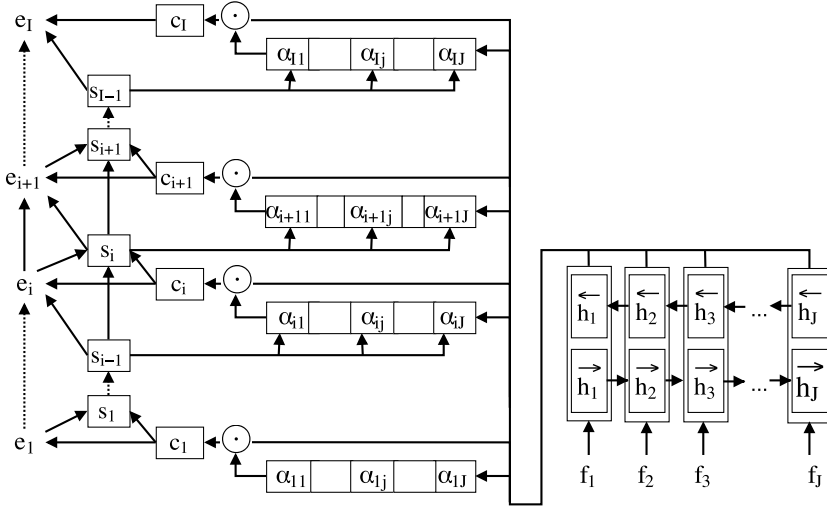 e_I c_I ⊙
α_I1 α_Ij α_IJ
s_I−1
s_i+1
e_i+1 c_i+1 ⊙
α_i+11 α_i+1j α_i+1J
s_i
e_i c_i ⊙
α_i1 α_ij α_iJ
s_i−1
s_1
e_1 c_1 ⊙
α_11 α_1j α_1J
←h_1 ←h_2 ←h_3 ... ←h_J
→h_1 →h_2 →h_3 ... →h_J
f_1 f_2 f_3 f_J